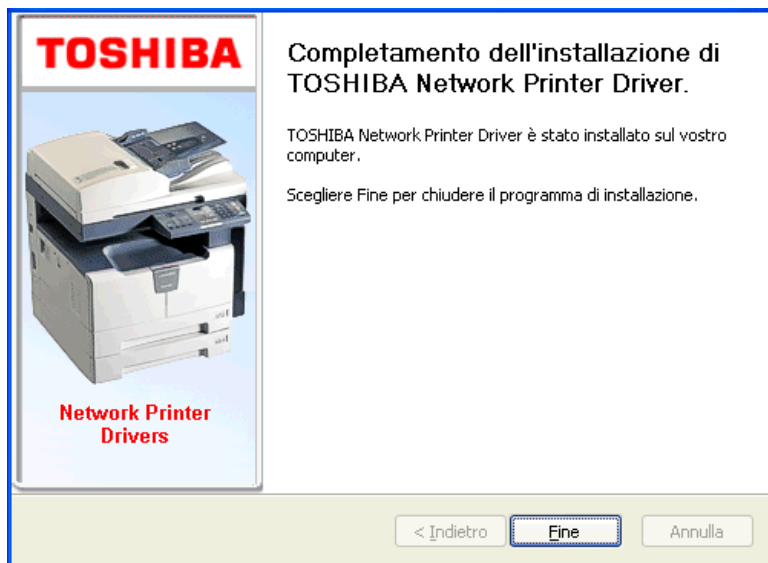 TOSHIBA
Network Printer
Drivers
Completamento dell'installazione di
TOSHIBA Network Printer Driver.
TOSHIBA Network Printer Driver è stato installato sul vostro
computer.
Scegliere Fine per chiudere il programma di installazione.
< Indietro
Fine
Annulla